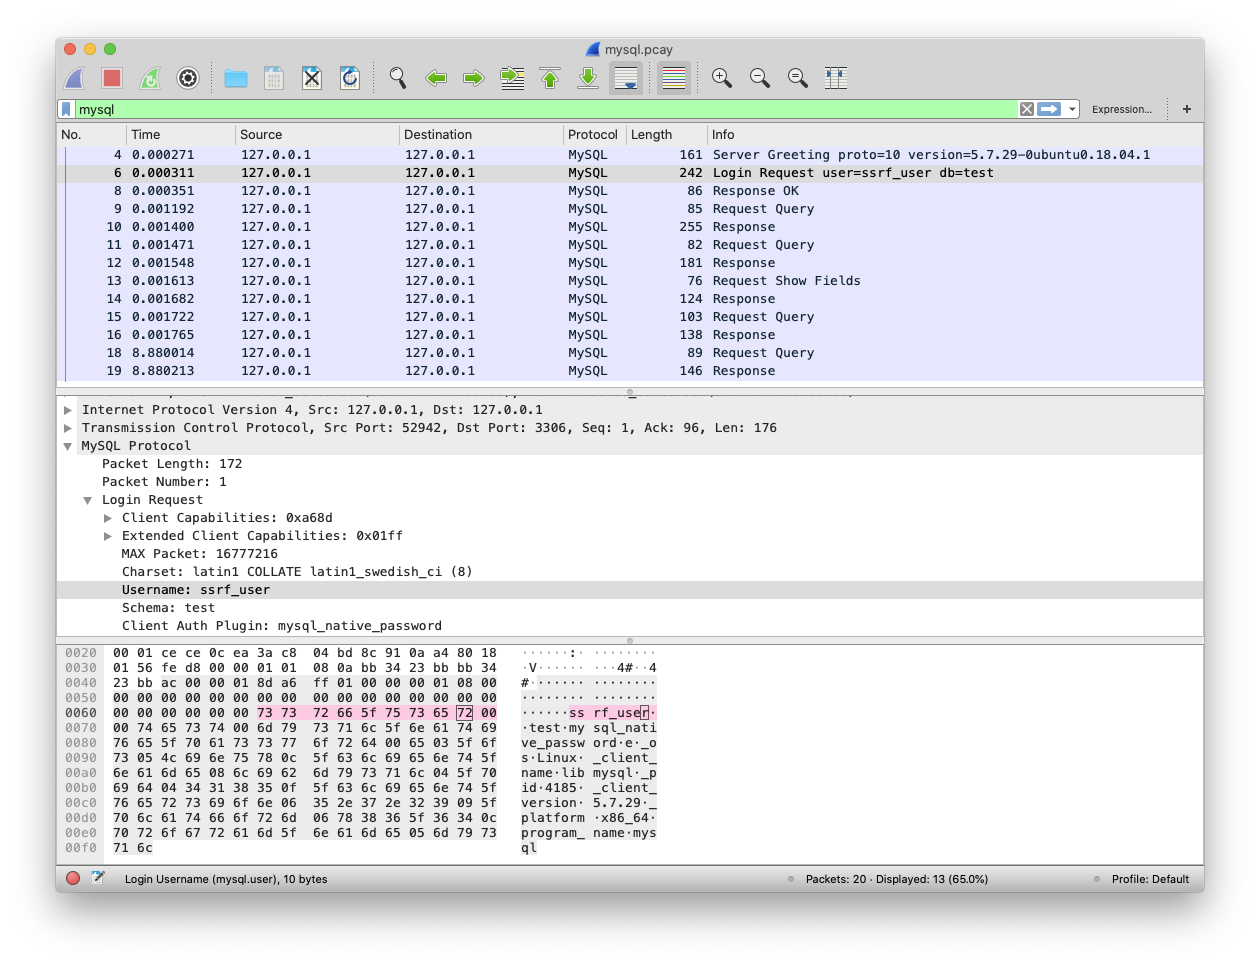 mysql.pcay
mysql
Expression...
+
No. Time Source Destination Protocol Length Info
4 0.000271 127.0.0.1 127.0.0.1 MySQL 161 Server Greeting proto=10 version=5.7.29-0ubuntu0.18.04.1
6 0.000311 127.0.0.1 127.0.0.1 MySQL 242 Login Request user=ssrf_user db=test
8 0.000351 127.0.0.1 127.0.0.1 MySQL 86 Response OK
9 0.001192 127.0.0.1 127.0.0.1 MySQL 85 Request Query
10 0.001400 127.0.0.1 127.0.0.1 MySQL 255 Response
11 0.001471 127.0.0.1 127.0.0.1 MySQL 82 Request Query
12 0.001548 127.0.0.1 127.0.0.1 MySQL 181 Response
13 0.001613 127.0.0.1 127.0.0.1 MySQL 76 Request Show Fields
14 0.001682 127.0.0.1 127.0.0.1 MySQL 124 Response
15 0.001722 127.0.0.1 127.0.0.1 MySQL 103 Request Query
16 0.001765 127.0.0.1 127.0.0.1 MySQL 138 Response
18 8.880014 127.0.0.1 127.0.0.1 MySQL 89 Request Query
19 8.880213 127.0.0.1 127.0.0.1 MySQL 146 Response
Internet Protocol Version 4, Src: 127.0.0.1, Dst: 127.0.0.1
Transmission Control Protocol, Src Port: 52942, Dst Port: 3306, Seq: 1, Ack: 96, Len: 176
MySQL Protocol
Packet Length: 172
Packet Number: 1
Login Request
Client Capabilities: 0xa68d
Extended Client Capabilities: 0x01ff
MAX Packet: 16777216
Charset: latin1 COLLATE latin1_swedish_ci (8)
Username: ssrf_user
Schema: test
Client Auth Plugin: mysql_native_password
0020 00 01 ce ce 0c ea 3a c8 04 bd 8c 91 0a a4 80 18 ······:· ········
0030 01 56 fe d8 00 00 01 01 08 0a bb 34 23 bb bb 34 ·V······ ···4#··4
0040 23 bb ac 00 00 01 8d a6 ff 01 00 00 00 01 08 00 #······· ········
0050 00 00 00 00 00 00 00 00 00 00 00 00 00 00 00 00 ········ ········
0060 00 00 00 00 00 00 73 73 72 66 5f 75 73 65 72 00 ······ss rf_user·
0070 00 74 65 73 74 00 6d 79 73 71 6c 5f 6e 61 74 69 ·test·my sql_nati
0080 76 65 5f 70 61 73 73 77 6f 72 64 00 65 03 5f 6f ve_passw ord·e·_o
0090 73 05 4c 69 6e 75 78 0c 5f 63 6c 69 65 6e 74 5f s·Linux· _client_
00a0 6e 61 6d 65 08 6c 69 62 6d 79 73 71 6c 04 5f 70 name·lib mysql·_p
00b0 69 64 04 34 31 38 35 0f 5f 63 6c 69 65 6e 74 5f id·4185· _client_
00c0 76 65 72 73 69 6f 6e 06 35 2e 37 2e 32 39 09 5f version· 5.7.29·_
00d0 70 6c 61 74 66 6f 72 6d 06 78 38 36 5f 36 34 0c platform ·x86_64·
00e0 70 72 6f 67 72 61 6d 5f 6e 61 6d 65 05 6d 79 73 program_ name·mys
00f0 71 6c ql
Login Username (mysql.user), 10 bytes
Packets: 20 · Displayed: 13 (65.0%)
Profile: Default